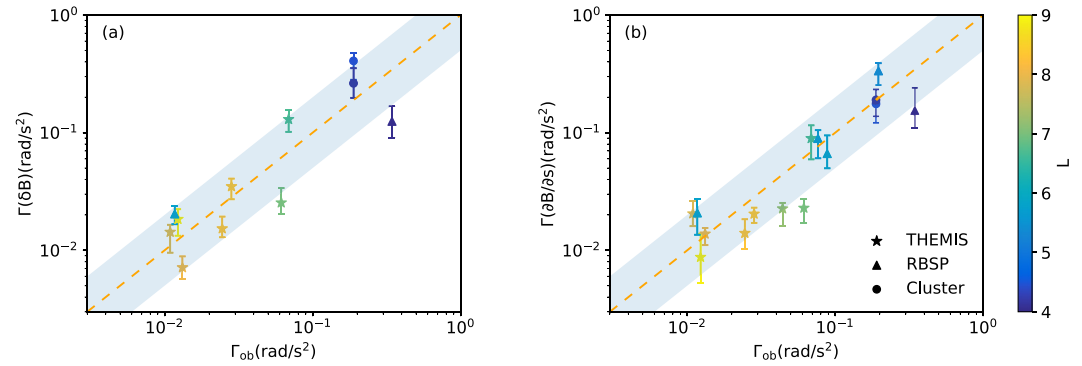 (a)
10⁰
10⁻¹
10⁻²
Γ(δB)(rad/s²)
10⁻² 10⁻¹ 10⁰
Γob(rad/s²)
(b)
10⁰
10⁻¹
10⁻²
Γ(∂B/∂s)(rad/s²)
THEMIS
RBSP
Cluster
10⁻² 10⁻¹ 10⁰
Γob(rad/s²)
9
8
7
6
5
4
L